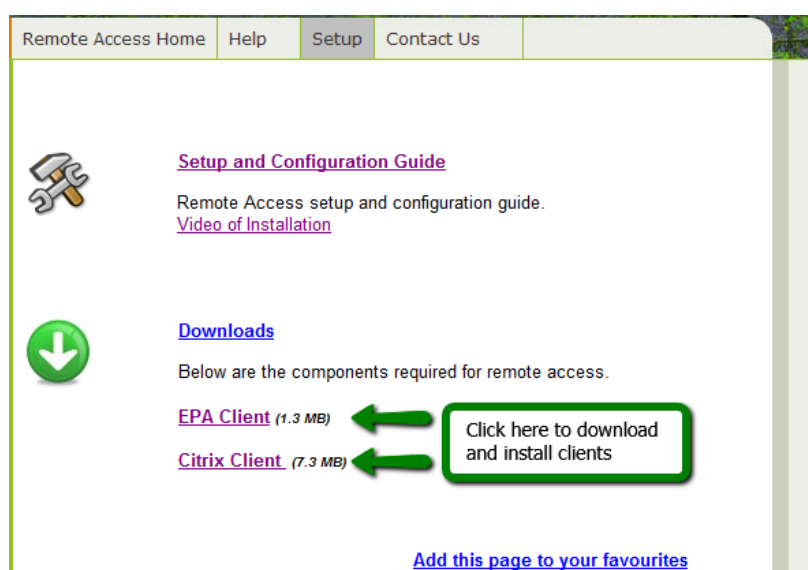 Remote Access Home Help Setup Contact Us
Setup and Configuration Guide
Remote Access setup and configuration guide.
Video of Installation
Downloads
Below are the components required for remote access.
EPA Client (1.3 MB)
Click here to download
and install clients
Citrix Client (7.3 MB)
Add this page to your favourites